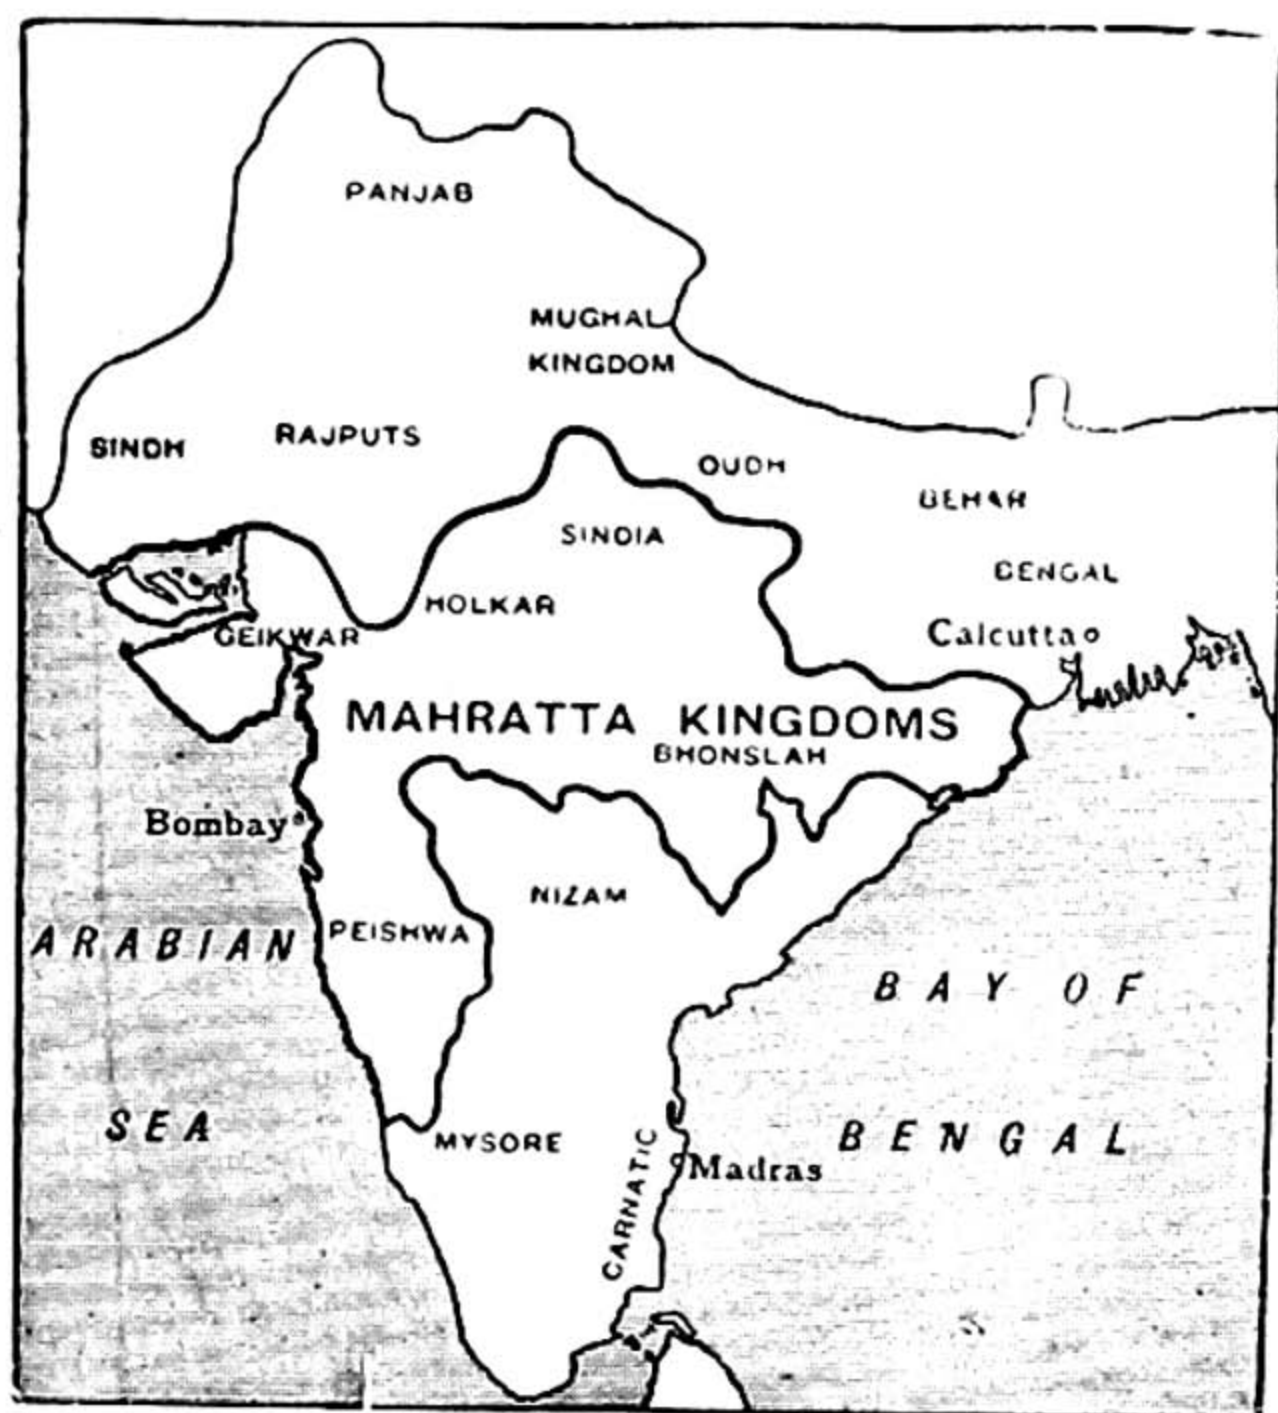 PANJAB
MUGHAL
KINGDOM
SINDH
RAJPUTS
OUDH
BEHAR
SINDIA
BENGAL
HOLKAR
Calcutta
GEIKWAR
MAHRATTA KINGDOMS
BHONSLAH
Bombay
NIZAM
PEISHWA
ARABIAN
SEA
BAY OF
BENGAL
MYSORE
CARNATIC
Madras